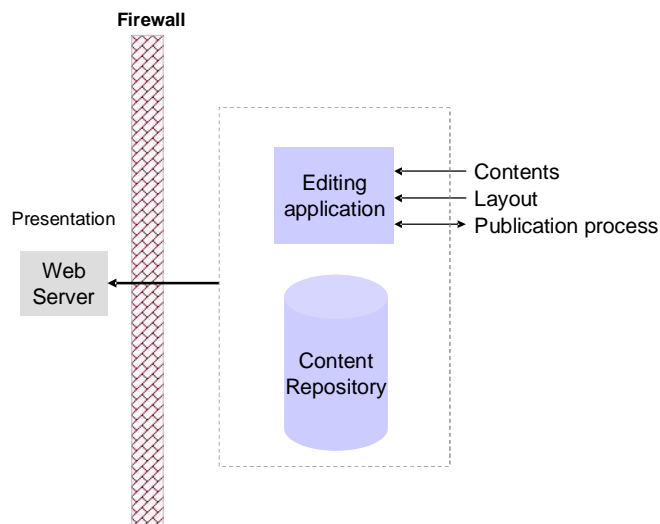 Firewall
Editing
application
Contents
Layout
Publication process
Presentation
Web
Server
Content
Repository